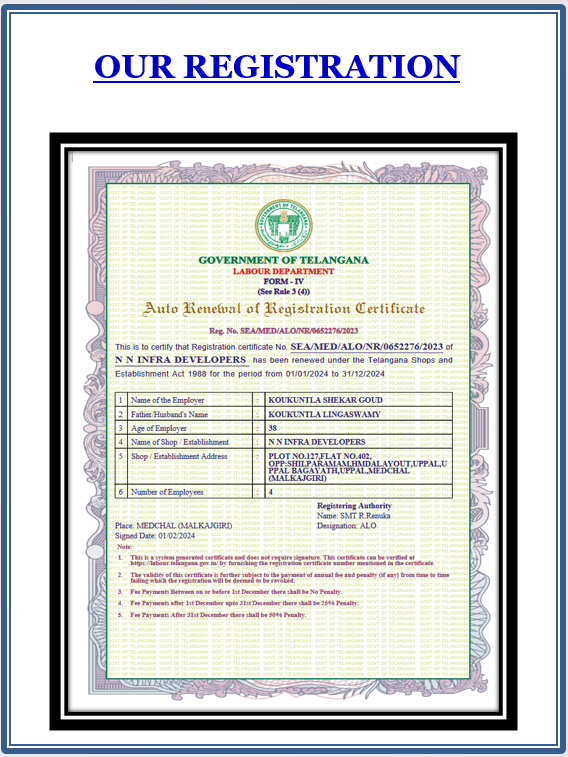 OUR REGISTRATION
GOVERNMENT OF TELANGANA
LABOUR DEPARTMENT
FORM - IV
(See Rule 3 (4))
Auto Renewal of Registration Certificate
Reg. No. SEA/MED/ALO/NR/0652276/2023
This is to certify that Registration certificate No. SEA/MED/ALO/NR/0652276/2023 of
N N INFRA DEVELOPERS has been renewed under the Telangana Shops and
Establishment Act 1988 for the period from 01/01/2024 to 31/12/2024
1 Name of the Employer : KOUKUNTLA SHEKAR GOUD
2 Father/Husband's Name : KOUKUNTLA LINGASWAMY
3 Age of Employer : 38
4 Name of Shop / Establishment : N N INFRA DEVELOPERS
5 Shop / Establishment Address : PLOT NO.127,FLAT NO.402,
OPP:SHILPARAMAM,HMDALAYOUT,UPPAL,U
PPAL BAGAYATH,UPPAL,MEDCHAL
(MALKAJGIRI)
6 Number of Employees : 4
Registering Authority
Name: SMT R.Renuka
Place: MEDCHAL (MALKAJGIRI) Designation: ALO
Signed Date: 01/02/2024
Note:
1. This is a system generated certificate and does not require signature. This certificate can be verified at
https://labour.telangana.gov.in/ by furnishing the registration certificate number mentioned in the certificate.
2. The validity of this certificate is further subject to the payment of annual fee and penalty (if any) from time to time
failing which the registration will be deemed to be revoked.
3. Fee Payments Between on or before 1st December there shall be No Penalty.
4. Fee Payments after 1st December upto 31st December there shall be 25% Penalty.
5. Fee Payments After 31st December there shall be 50% Penalty.